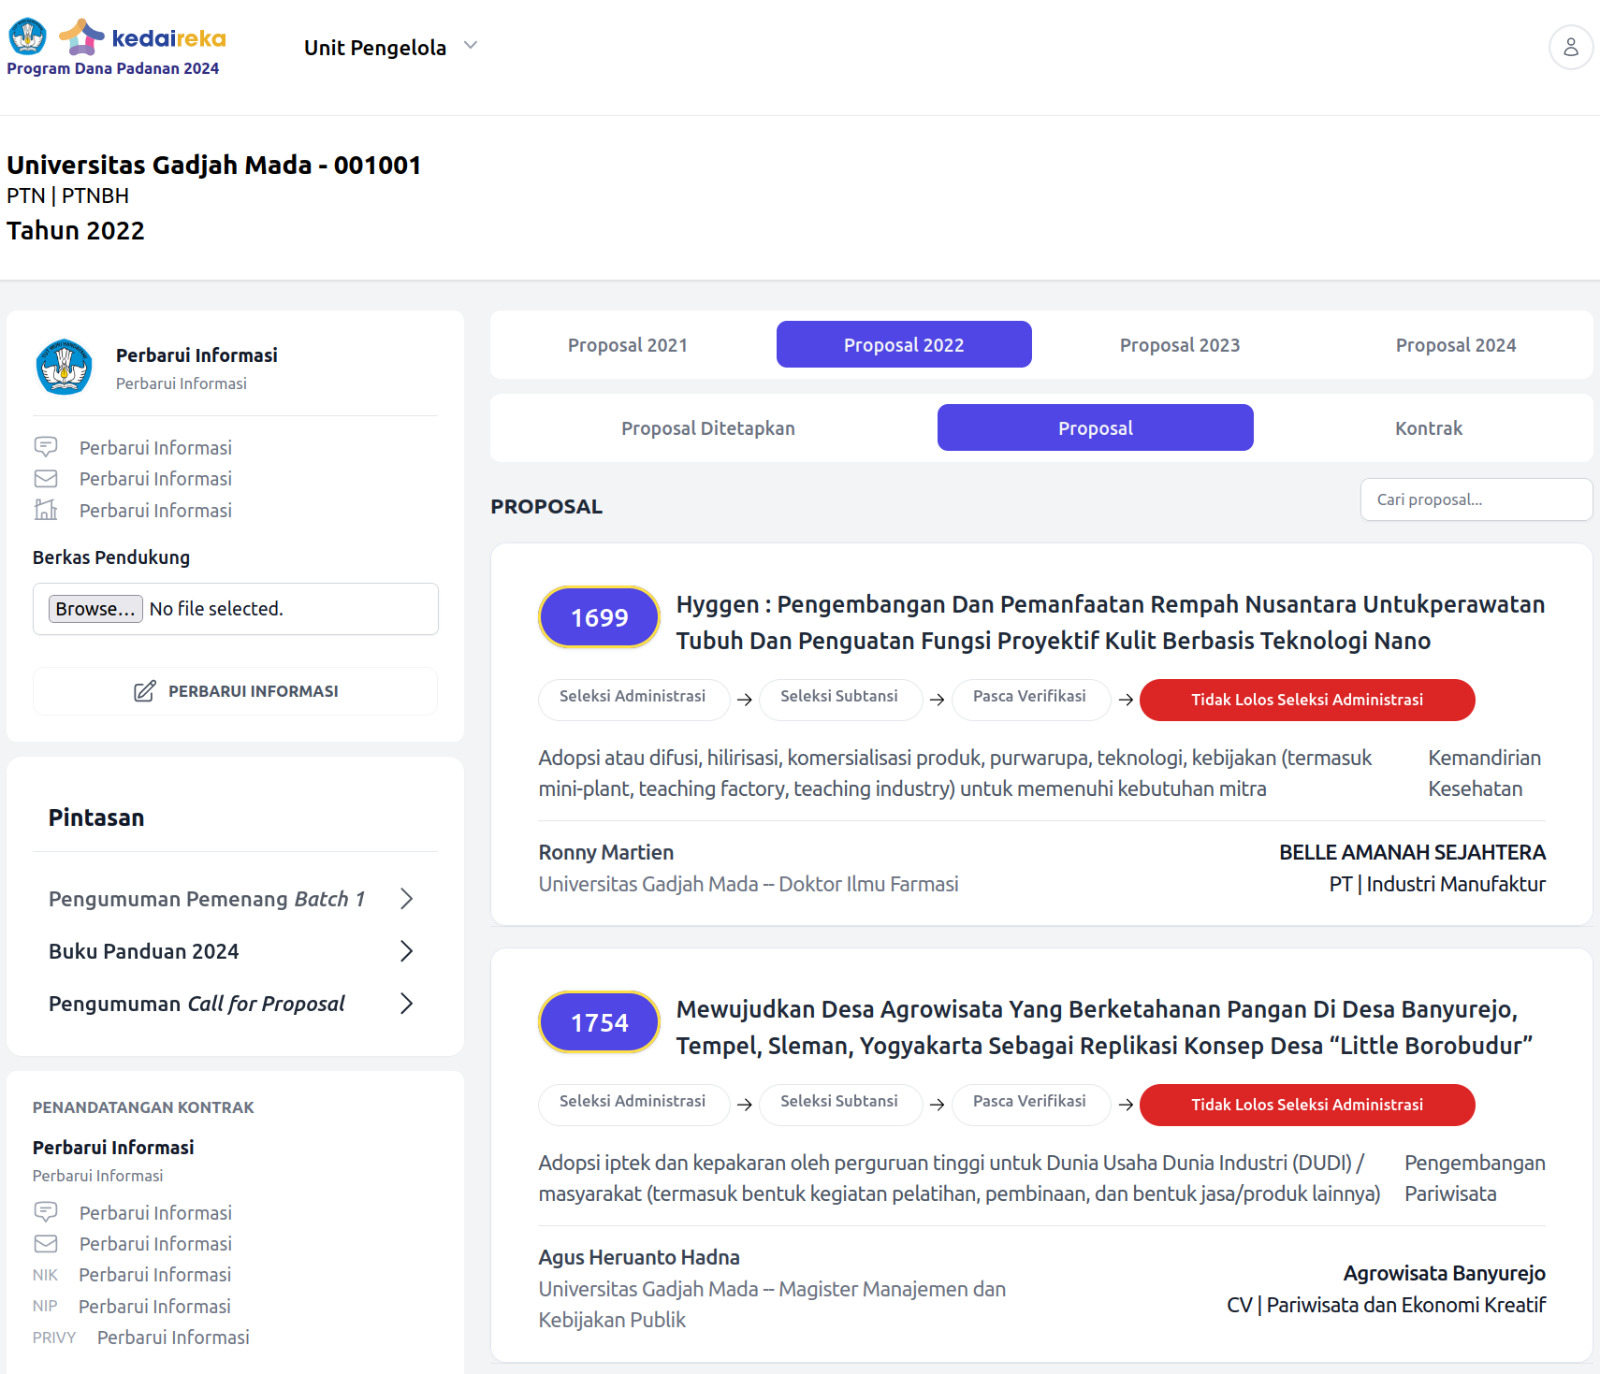 kedaireka
Program Dana Padanan 2024
Unit Pengelola
Universitas Gadjah Mada - 001001
PTN | PTNBH
Tahun 2022
Perbarui Informasi
Perbarui Informasi
Perbarui Informasi
Perbarui Informasi
Perbarui Informasi
Berkas Pendukung
Browse... No file selected.
PERBARUI INFORMASI
Pintasan
Pengumuman Pemenang Batch 1
Buku Panduan 2024
Pengumuman Call for Proposal
PENANDATANGAN KONTRAK
Perbarui Informasi
Perbarui Informasi
Perbarui Informasi
Perbarui Informasi
NIK Perbarui Informasi
NIP Perbarui Informasi
PRIVY Perbarui Informasi
Proposal 2021 Proposal 2022 Proposal 2023 Proposal 2024
Proposal Ditetapkan Proposal Kontrak
PROPOSAL
Cari proposal...
1699
Hyggen : Pengembangan Dan Pemanfaatan Rempah Nusantara Untukperawatan
Tubuh Dan Penguatan Fungsi Proyektif Kulit Berbasis Teknologi Nano
Seleksi Administrasi → Seleksi Subtansi → Pasca Verifikasi → Tidak Lolos Seleksi Administrasi
Adopsi atau difusi, hilirisasi, komersialisasi produk, purwarupa, teknologi, kebijakan (termasuk
mini-plant, teaching factory, teaching industry) untuk memenuhi kebutuhan mitra
Kemandirian
Kesehatan
Ronny Martien
Universitas Gadjah Mada -- Doktor Ilmu Farmasi
BELLE AMANAH SEJAHTERA
PT | Industri Manufaktur
1754
Mewujudkan Desa Agrowisata Yang Berketahanan Pangan Di Desa Banyurejo,
Tempel, Sleman, Yogyakarta Sebagai Replikasi Konsep Desa “Little Borobudur”
Seleksi Administrasi → Seleksi Subtansi → Pasca Verifikasi → Tidak Lolos Seleksi Administrasi
Adopsi iptek dan kepakaran oleh perguruan tinggi untuk Dunia Usaha Dunia Industri (DUDI) /
masyarakat (termasuk bentuk kegiatan pelatihan, pembinaan, dan bentuk jasa/produk lainnya)
Pengembangan
Pariwisata
Agus Heruanto Hadna
Universitas Gadjah Mada -- Magister Manajemen dan
Kebijakan Publik
Agrowisata Banyurejo
CV | Pariwisata dan Ekonomi Kreatif